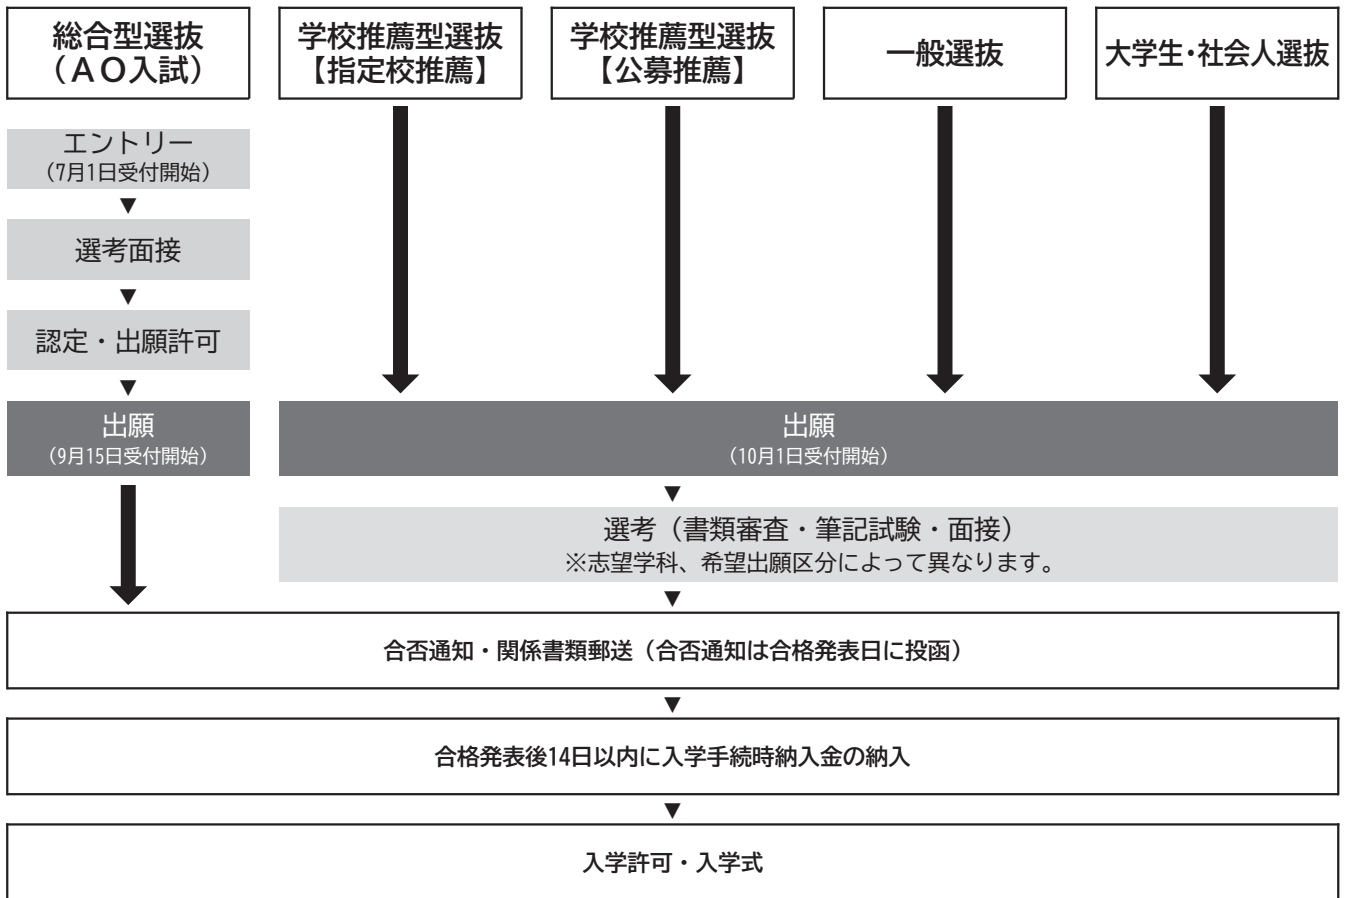 総合型選抜
（ＡＯ入試）
学校推薦型選抜
【指定校推薦】
学校推薦型選抜
【公募推薦】
一般選抜
大学生・社会人選抜
エントリー
（7月1日受付開始）
▼
選考面接
▼
認定・出願許可
▼
出願
（9月15日受付開始）
出願
（10月1日受付開始）
▼
選考（書類審査・筆記試験・面接）
※志望学科、希望出願区分によって異なります。
▼
合否通知・関係書類郵送（合否通知は合格発表日に投函）
▼
合格発表後14日以内に入学手続時納入金の納入
▼
入学許可・入学式